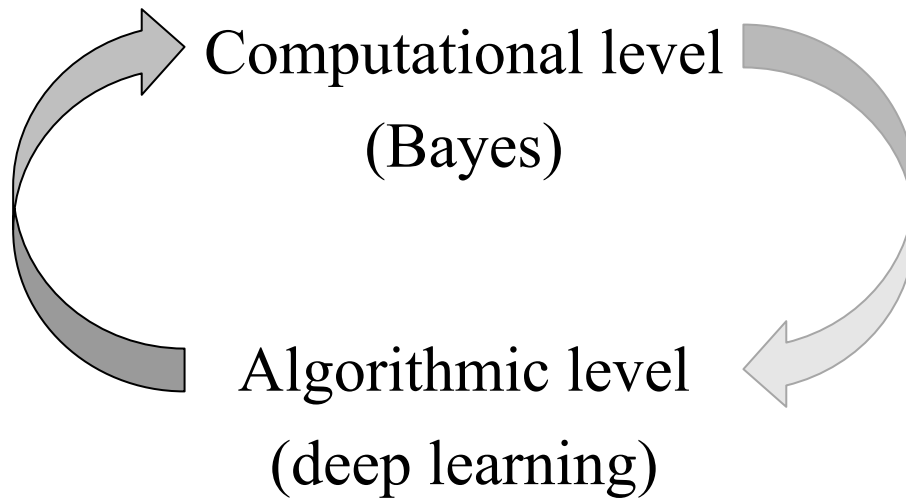 Computational level
(Bayes)
Algorithmic level
(deep learning)